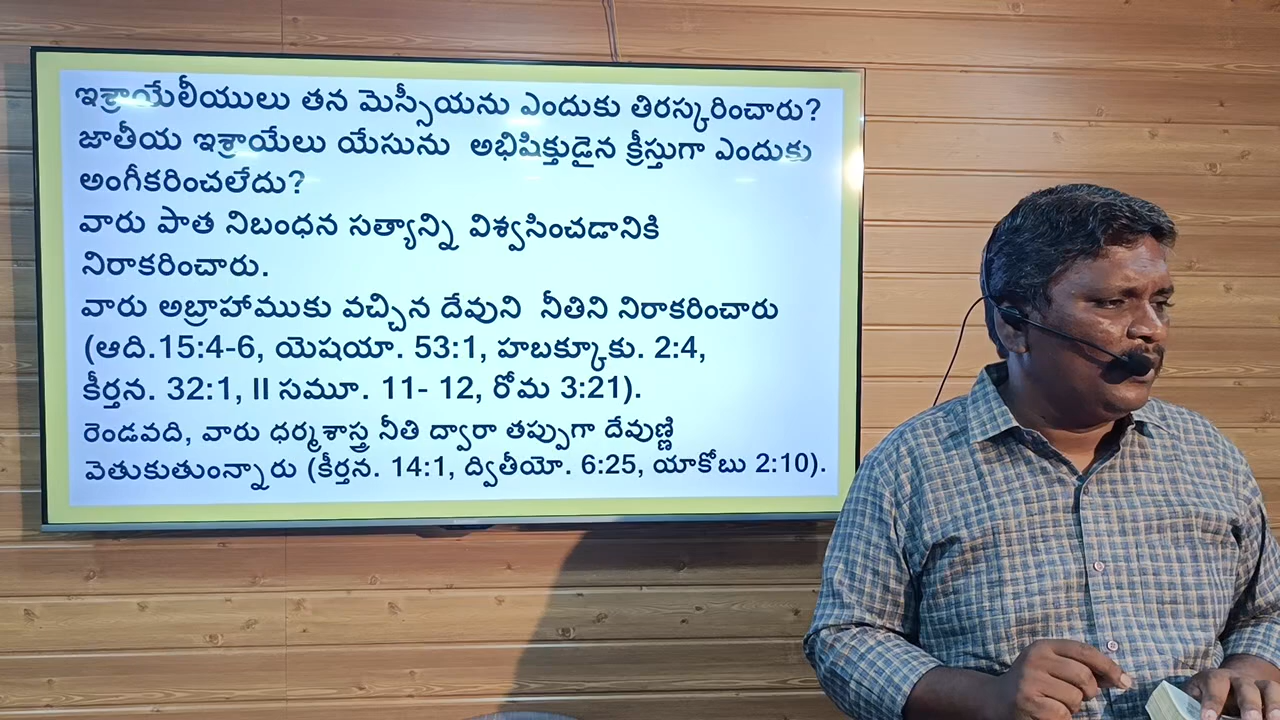 ఇశ్రాయేలీయులు తన మెస్సీయను ఎందుకు తిరస్కరించారు?
జాతీయ ఇశ్రాయేలు యేసును అభిషిక్తుడైన క్రీస్తుగా ఎందుకు
అంగీకరించలేదు?
వారు పాత నిబంధన సత్యాన్ని విశ్వసించడానికి
నిరాకరించారు.
వారు అబ్రాహాముకు వచ్చిన దేవుని నీతిని నిరాకరించారు
(ఆది.15:4-6, యెషయా. 53:1, హబక్కూకు. 2:4,
కీర్తన. 32:1, II సమూ. 11- 12, రోమ 3:21).
రెండవది, వారు ధర్మశాస్త్ర నీతి ద్వారా తప్పుగా దేవుణ్ణి
వెతుకుతుంన్నారు (కీర్తన. 14:1, ద్వితీయో. 6:25, యాకోబు 2:10).